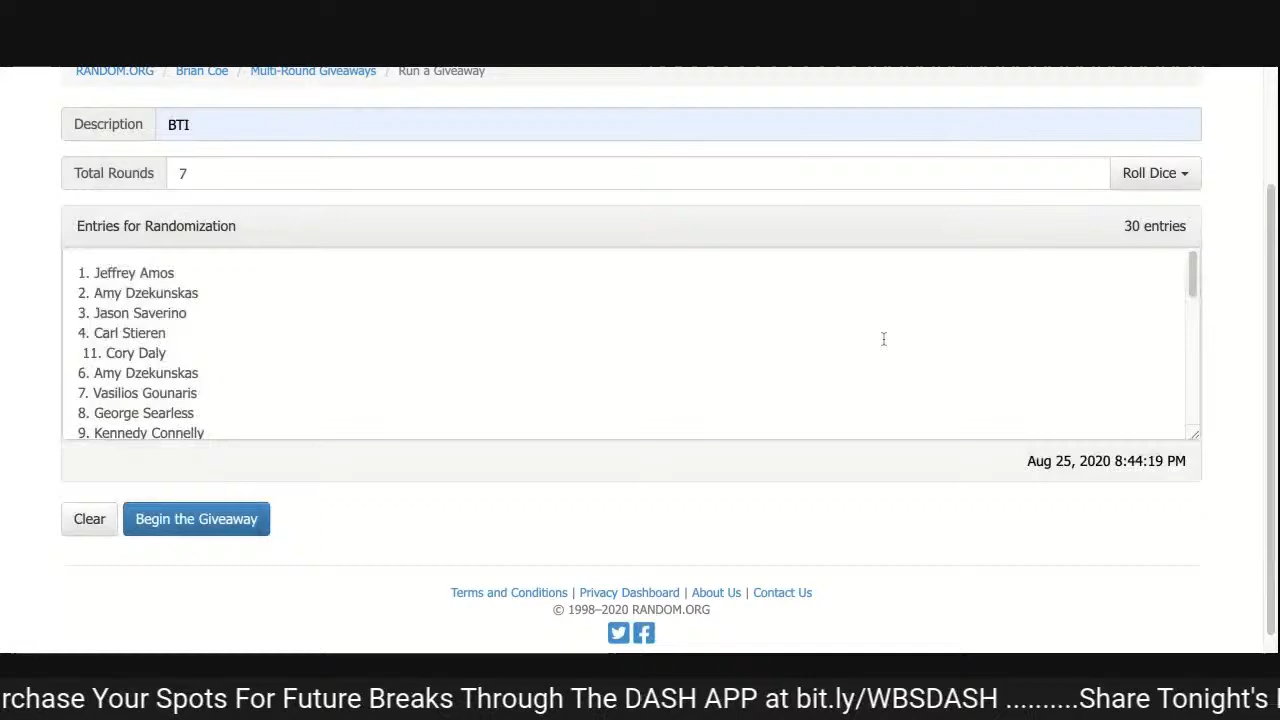 RANDOM.ORG / Brian Coe / Multi-Round Giveaways / Run a Giveaway
Description BTI
Total Rounds 7 Roll Dice
Entries for Randomization 30 entries
1. Jeffrey Amos
2. Amy Dzekunskas
3. Jason Saverino
4. Carl Stieren
11. Cory Daly
6. Amy Dzekunskas
7. Vasilios Gounaris
8. George Searless
9. Kennedy Connelly
Aug 25, 2020 8:44:19 PM
Clear Begin the Giveaway
Terms and Conditions | Privacy Dashboard | About Us | Contact Us
© 1998–2020 RANDOM.ORG
rchase Your Spots For Future Breaks Through The DASH APP at bit.ly/WBSDASH ..........Share Tonight's